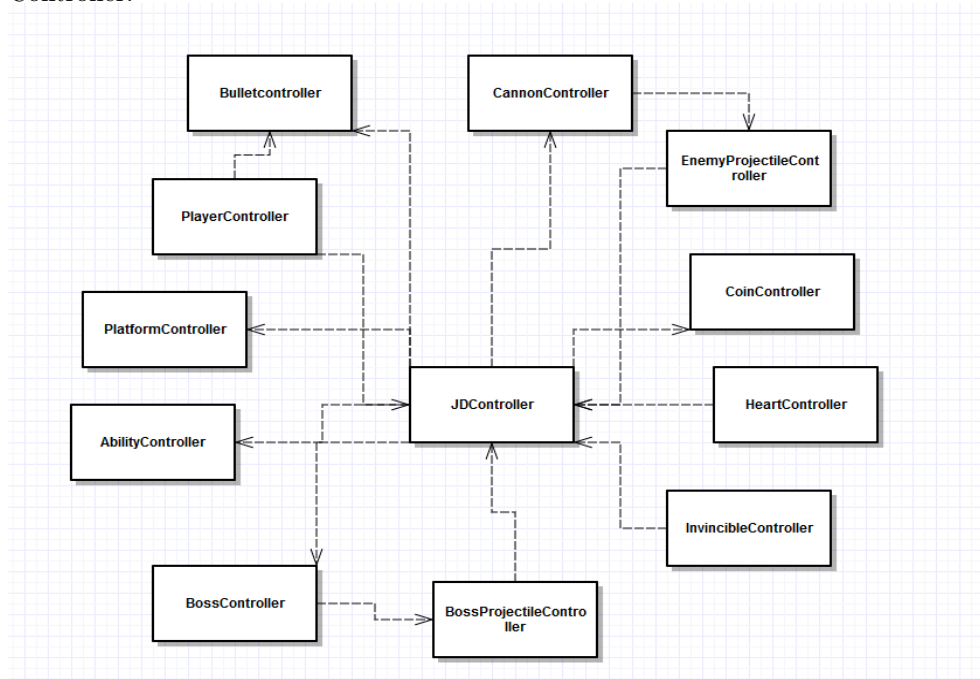 Controller.
Bulletcontroller
CannonController
EnemyProjectileCont
roller
PlayerController
CoinController
PlatformController
JDController
HeartController
AbilityController
InvincibleController
BossController
BossProjectileContro
ller